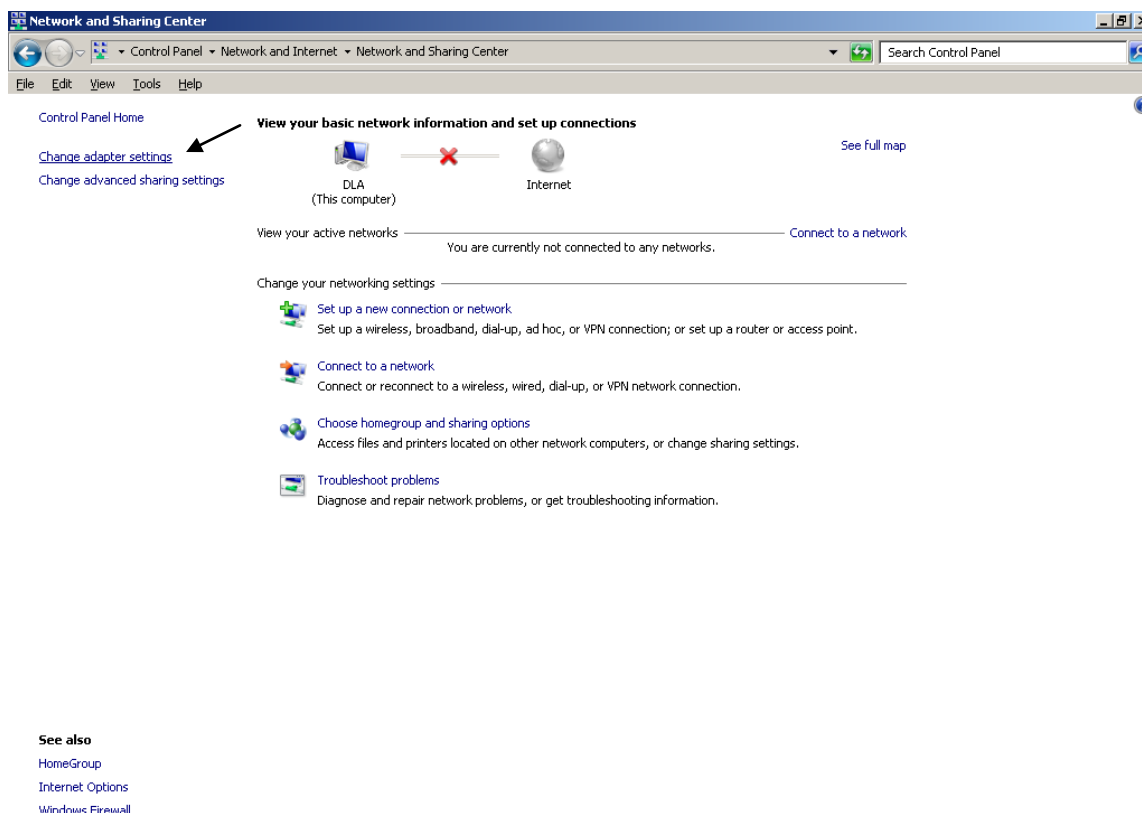 Network and Sharing Center
Control Panel Network and Internet Network and Sharing Center
Search Control Panel
File Edit View Tools Help
Control Panel Home
Change adapter settings
Change advanced sharing settings
View your basic network information and set up connections
See full map
DLA
(This computer)
Internet
View your active networks
Connect to a network
You are currently not connected to any networks.
Change your networking settings
Set up a new connection or network
Set up a wireless, broadband, dial-up, ad hoc, or VPN connection; or set up a router or access point.
Connect to a network
Connect or reconnect to a wireless, wired, dial-up, or VPN network connection.
Choose homegroup and sharing options
Access files and printers located on other network computers, or change sharing settings.
Troubleshoot problems
Diagnose and repair network problems, or get troubleshooting information.
See also
HomeGroup
Internet Options
Windows Firewall